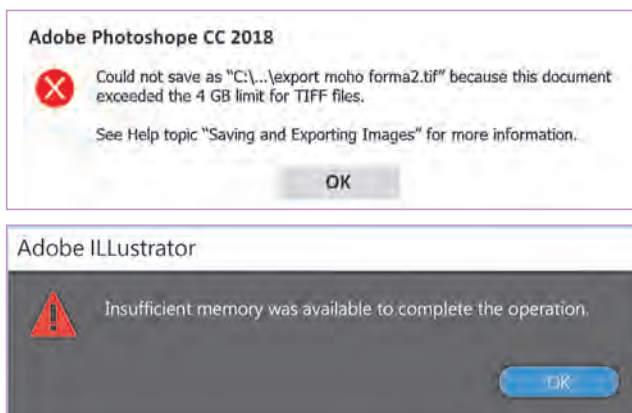 Adobe Photoshope CC 2018
Could not save as “C:\...\export moho forma2.tif” because this document
exceeded the 4 GB limit for TIFF files.
See Help topic “Saving and Exporting Images” for more information.
OK
Adobe ILLustrator
Insufficient memory was available to complete the operation.
OK